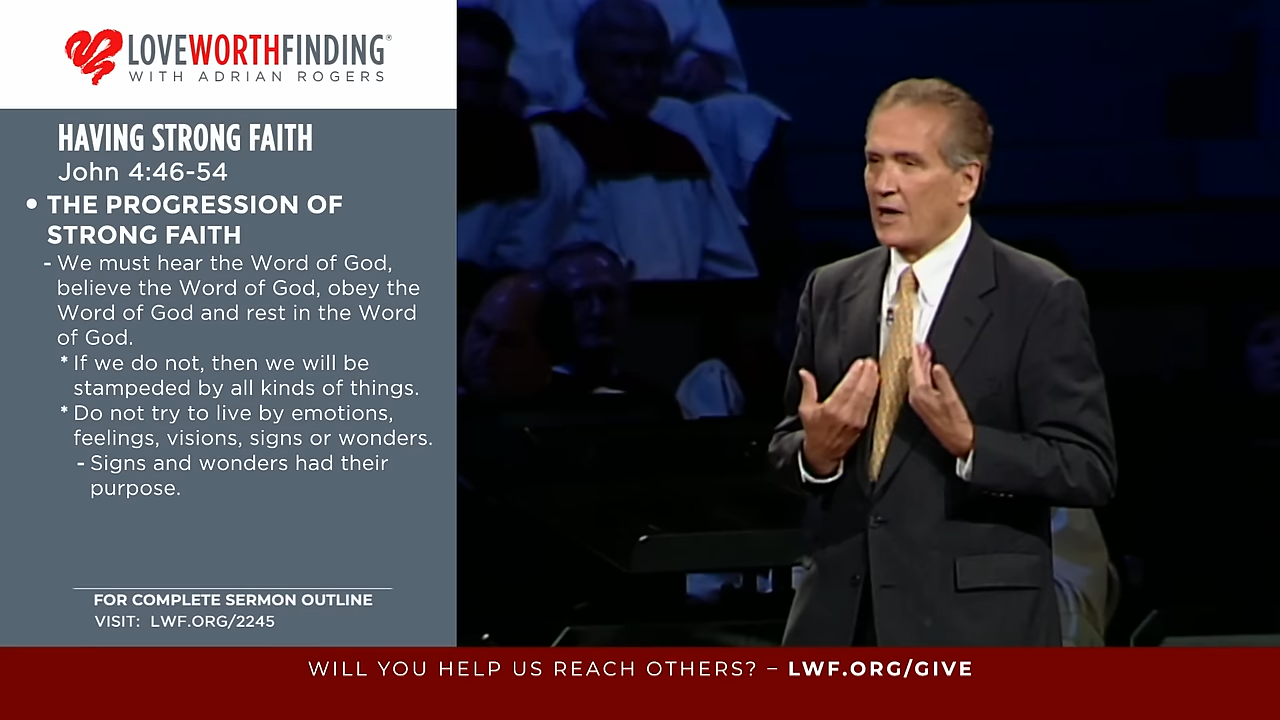 LOVEWORTHFINDING®
WITH ADRIAN ROGERS
HAVING STRONG FAITH
John 4:46-54
• THE PROGRESSION OF
STRONG FAITH
- We must hear the Word of God,
believe the Word of God, obey the
Word of God and rest in the Word
of God.
* If we do not, then we will be
stampeded by all kinds of things.
* Do not try to live by emotions,
feelings, visions, signs or wonders.
- Signs and wonders had their
purpose.
FOR COMPLETE SERMON OUTLINE
VISIT: LWF.ORG/2245
WILL YOU HELP US REACH OTHERS? – LWF.ORG/GIVE